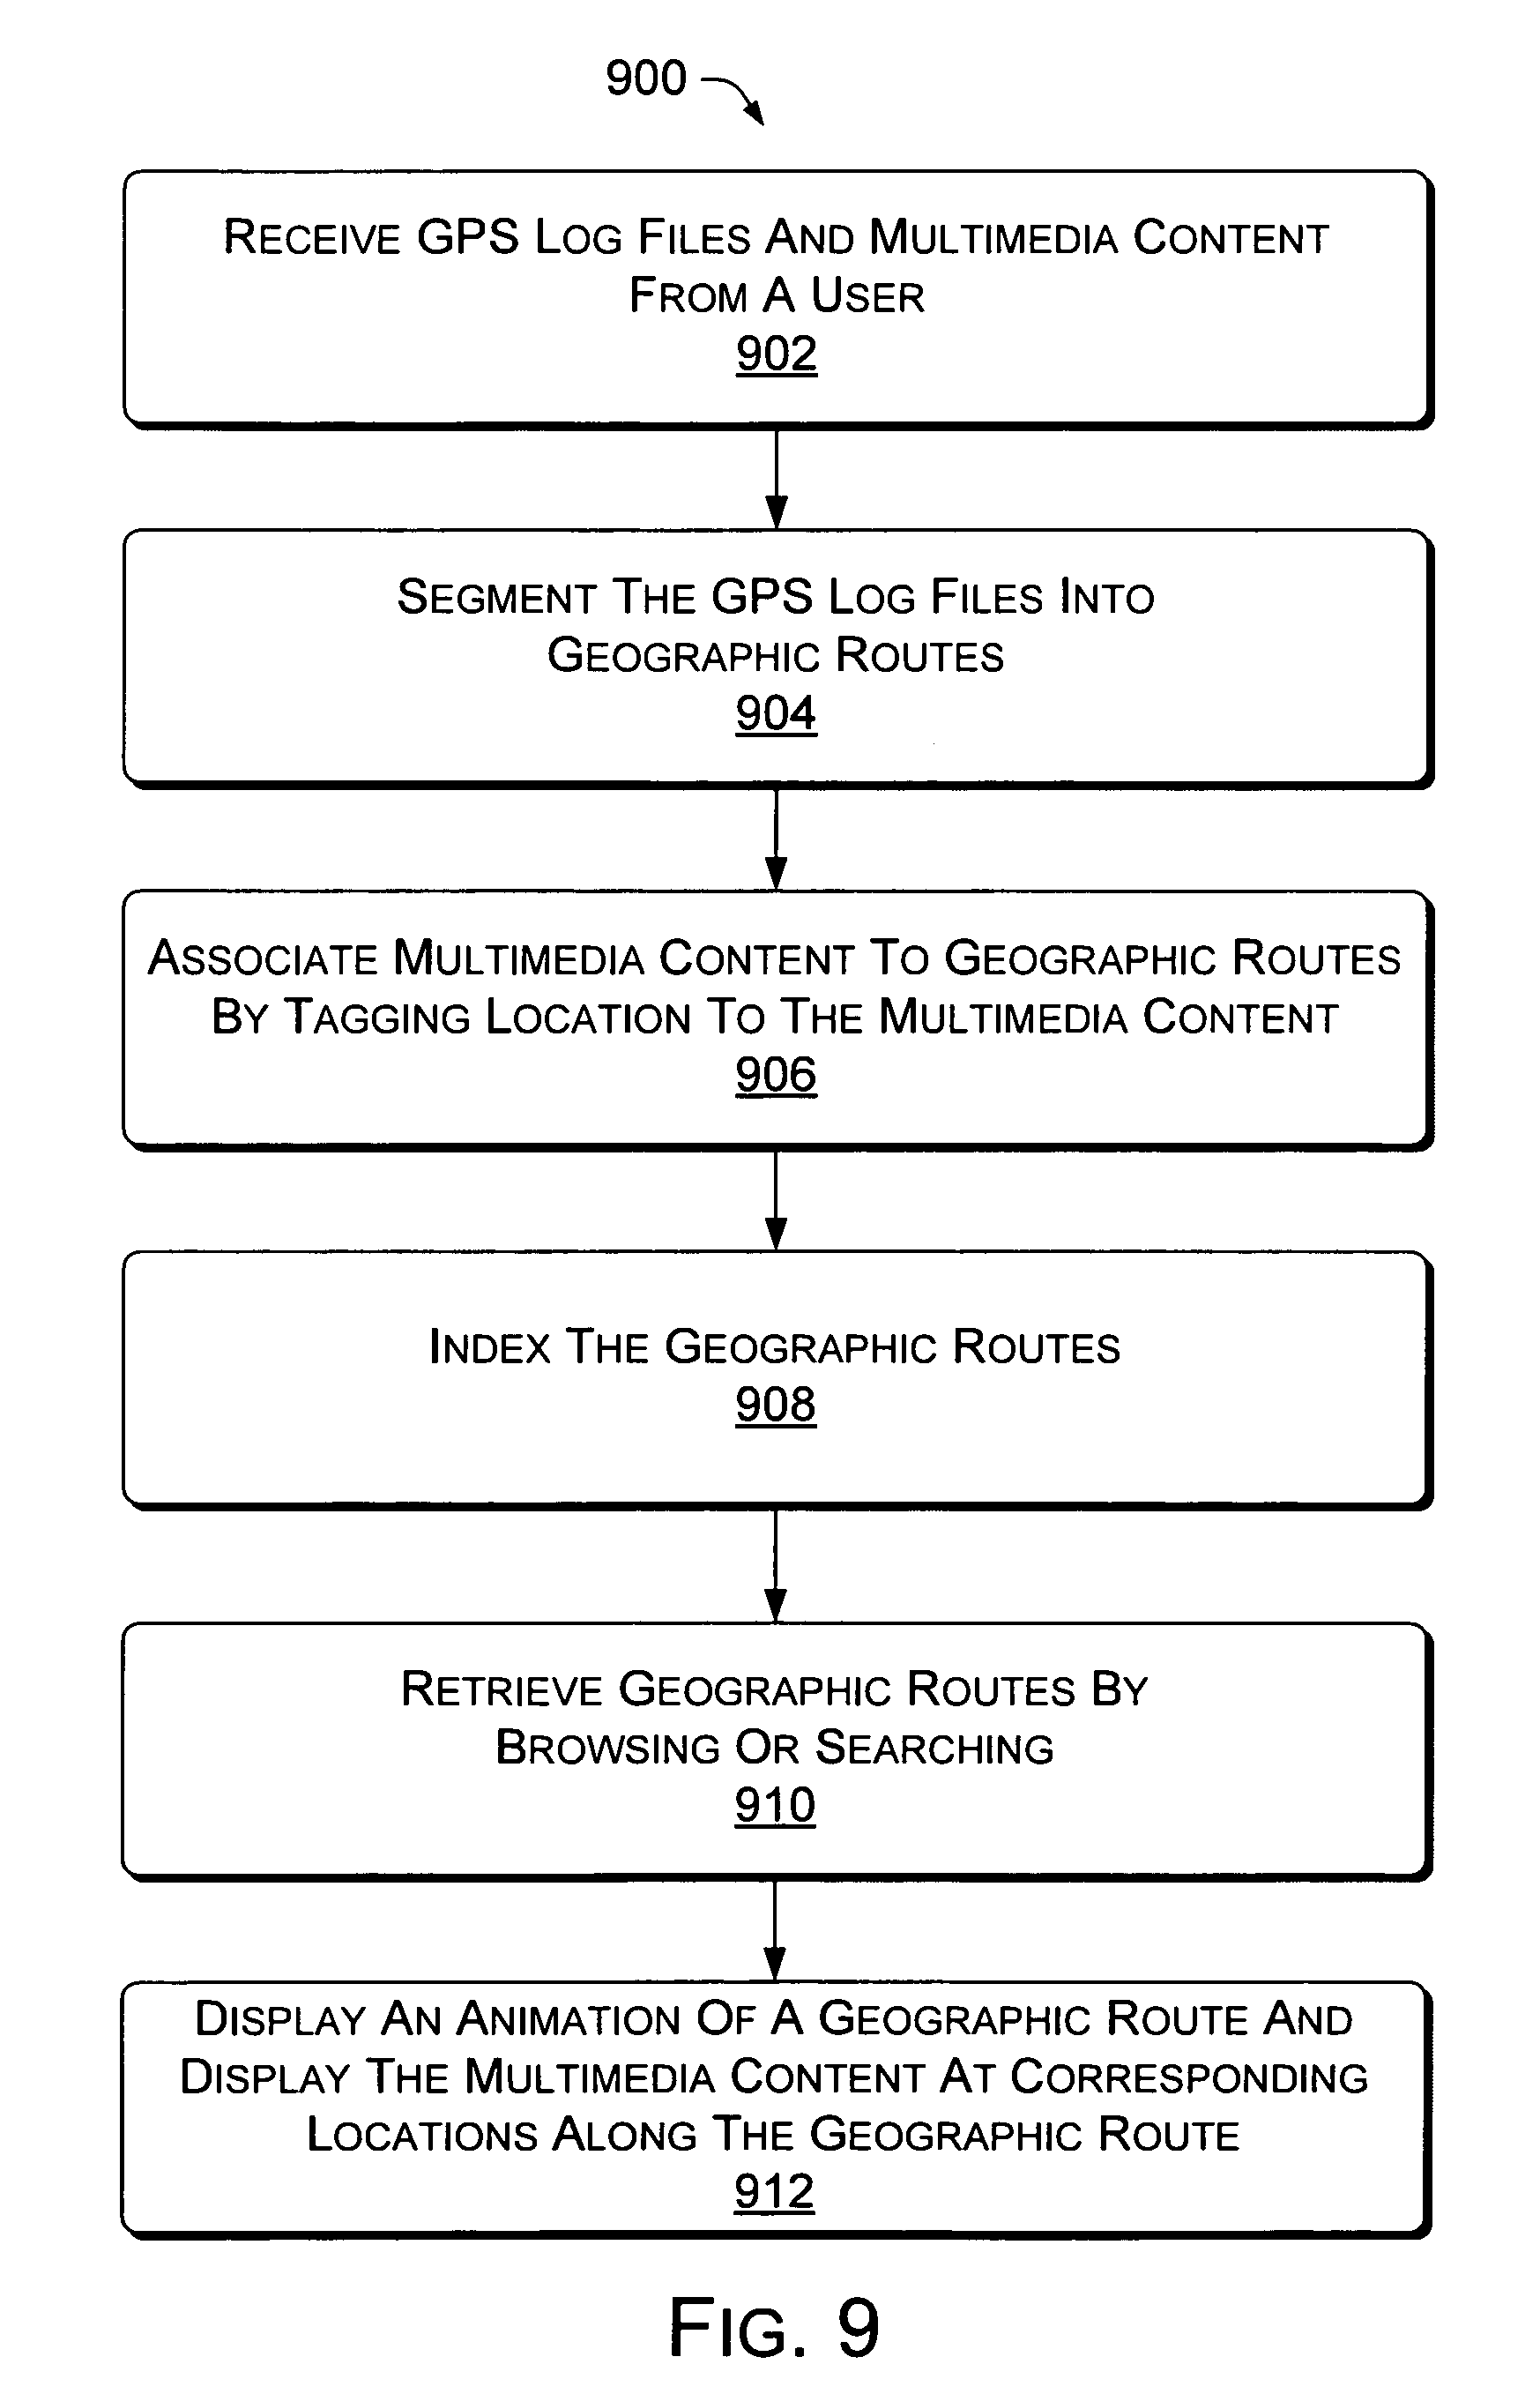 900
RECEIVE GPS LOG FILES AND MULTIMEDIA CONTENT
FROM A USER
902
SEGMENT THE GPS LOG FILES INTO
GEOGRAPHIC ROUTES
904
ASSOCIATE MULTIMEDIA CONTENT TO GEOGRAPHIC ROUTES
BY TAGGING LOCATION TO THE MULTIMEDIA CONTENT
906
INDEX THE GEOGRAPHIC ROUTES
908
RETRIEVE GEOGRAPHIC ROUTES BY
BROWSING OR SEARCHING
910
DISPLAY AN ANIMATION OF A GEOGRAPHIC ROUTE AND
DISPLAY THE MULTIMEDIA CONTENT AT CORRESPONDING
LOCATIONS ALONG THE GEOGRAPHIC ROUTE
912
FIG. 9